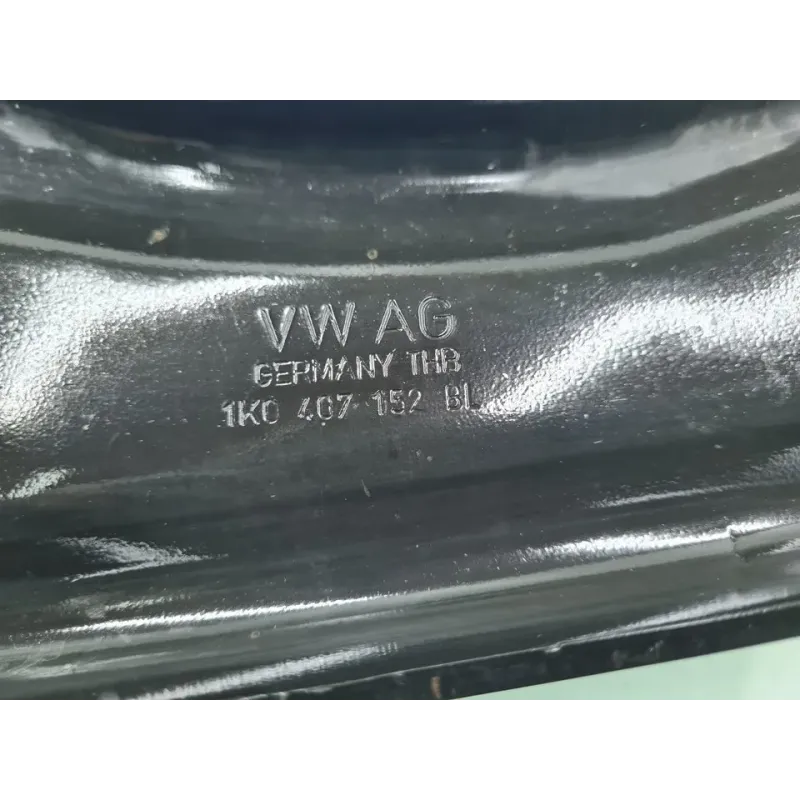 VW AG
GERMANY THB
1K0 407 152 BL